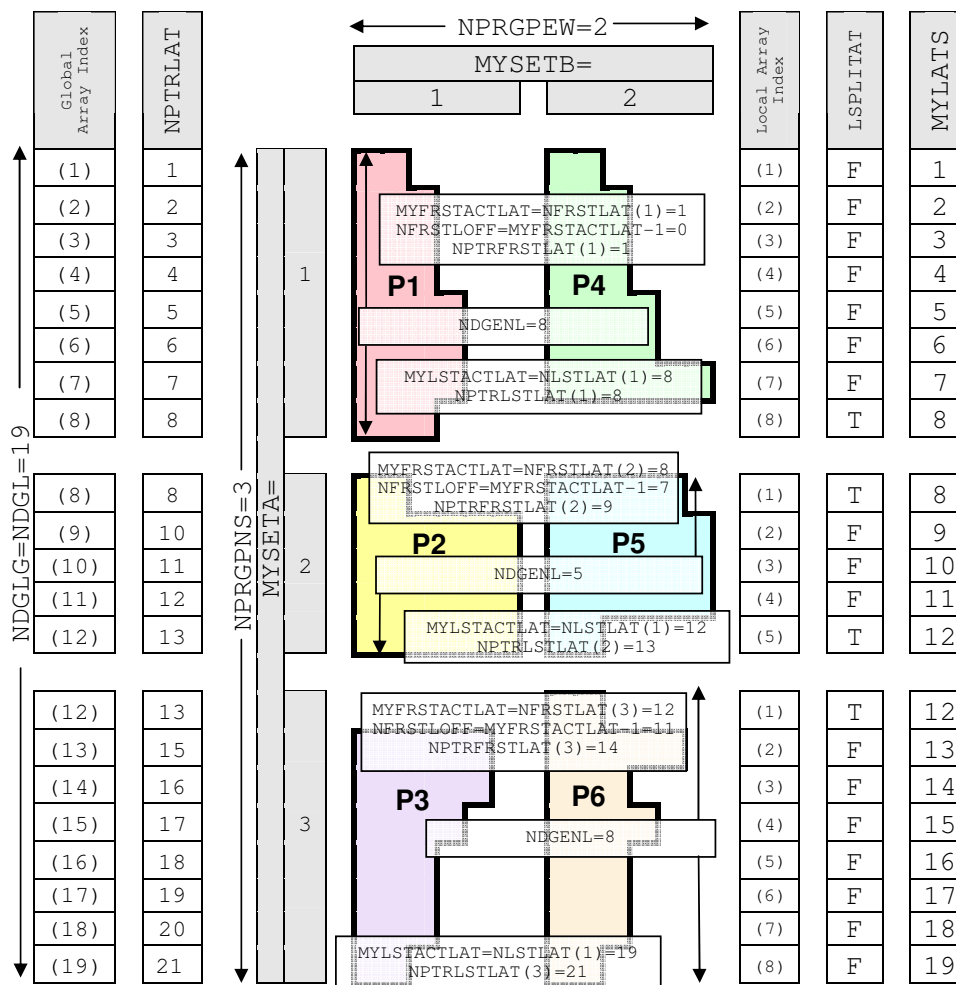 NPRGPEW=2
MYSETB=
1 2
Global Array Index
NPTRLAT
Local Array Index
LSPLITAT
MYLATS
NDGLG=NDGL=19
NPRGPNS=3
MYSETA=
(1) 1 (1) F 1
(2) 2 (2) F 2
(3) 3 (3) F 3
(4) 4 (4) F 4
(5) 5 (5) F 5
(6) 6 (6) F 6
(7) 7 (7) F 7
(8) 8 (8) T 8
1
MYFRSTACTLAT=NFRSTLAT(1)=1
NFRSTLOFF=MYFRSTACTLAT-1=0
NPTRFRSTLAT(1)=1
P1 P4
NDGENL=8
MYLSTACTLAT=NLSTLAT(1)=8
NPTRLSTLAT(1)=8
(8) 8 (1) T 8
(9) 10 (2) F 9
(10) 11 (3) F 10
(11) 12 (4) F 11
(12) 13 (5) T 12
2
MYFRSTACTLAT=NFRSTLAT(2)=8
NFRSTLOFF=MYFRSTACTLAT-1=7
NPTRFRSTLAT(2)=9
P2 P5
NDGENL=5
MYLSTACTLAT=NLSTLAT(1)=12
NPTRLSTLAT(2)=13
(12) 13 (1) T 12
(13) 15 (2) F 13
(14) 16 (3) F 14
(15) 17 (4) F 15
(16) 18 (5) F 16
(17) 19 (6) F 17
(18) 20 (7) F 18
(19) 21 (8) F 19
3
MYFRSTACTLAT=NFRSTLAT(3)=12
NFRSTLOFF=MYFRSTACTLAT-1=11
NPTRFRSTLAT(3)=14
P3 P6
NDGENL=8
MYLSTACTLAT=NLSTLAT(1)=19
NPTRLSTLAT(3)=21